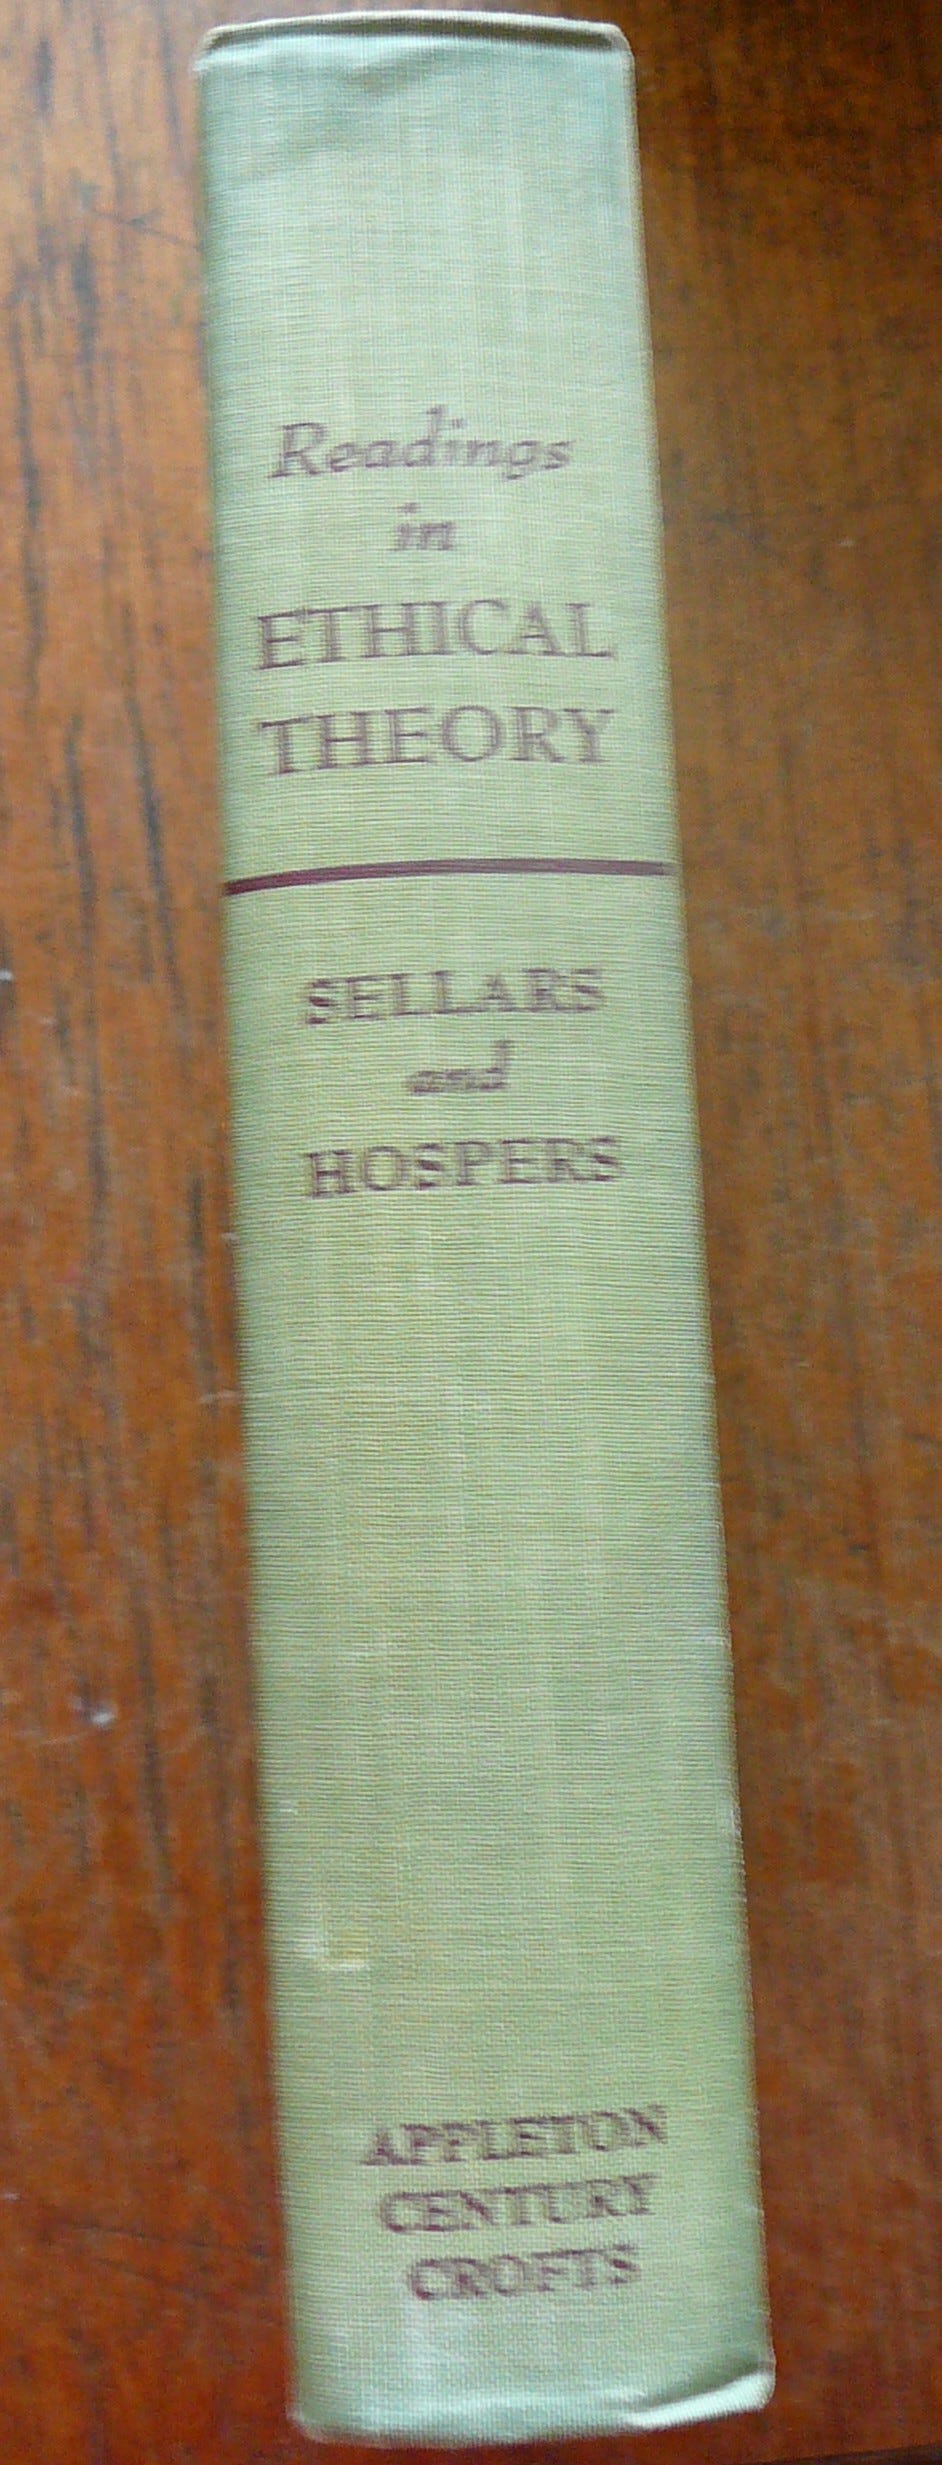 Readings
in
ETHICAL
THEORY
SELLARS
and
HOSPERS
APPLETON
CENTURY
CROFTS